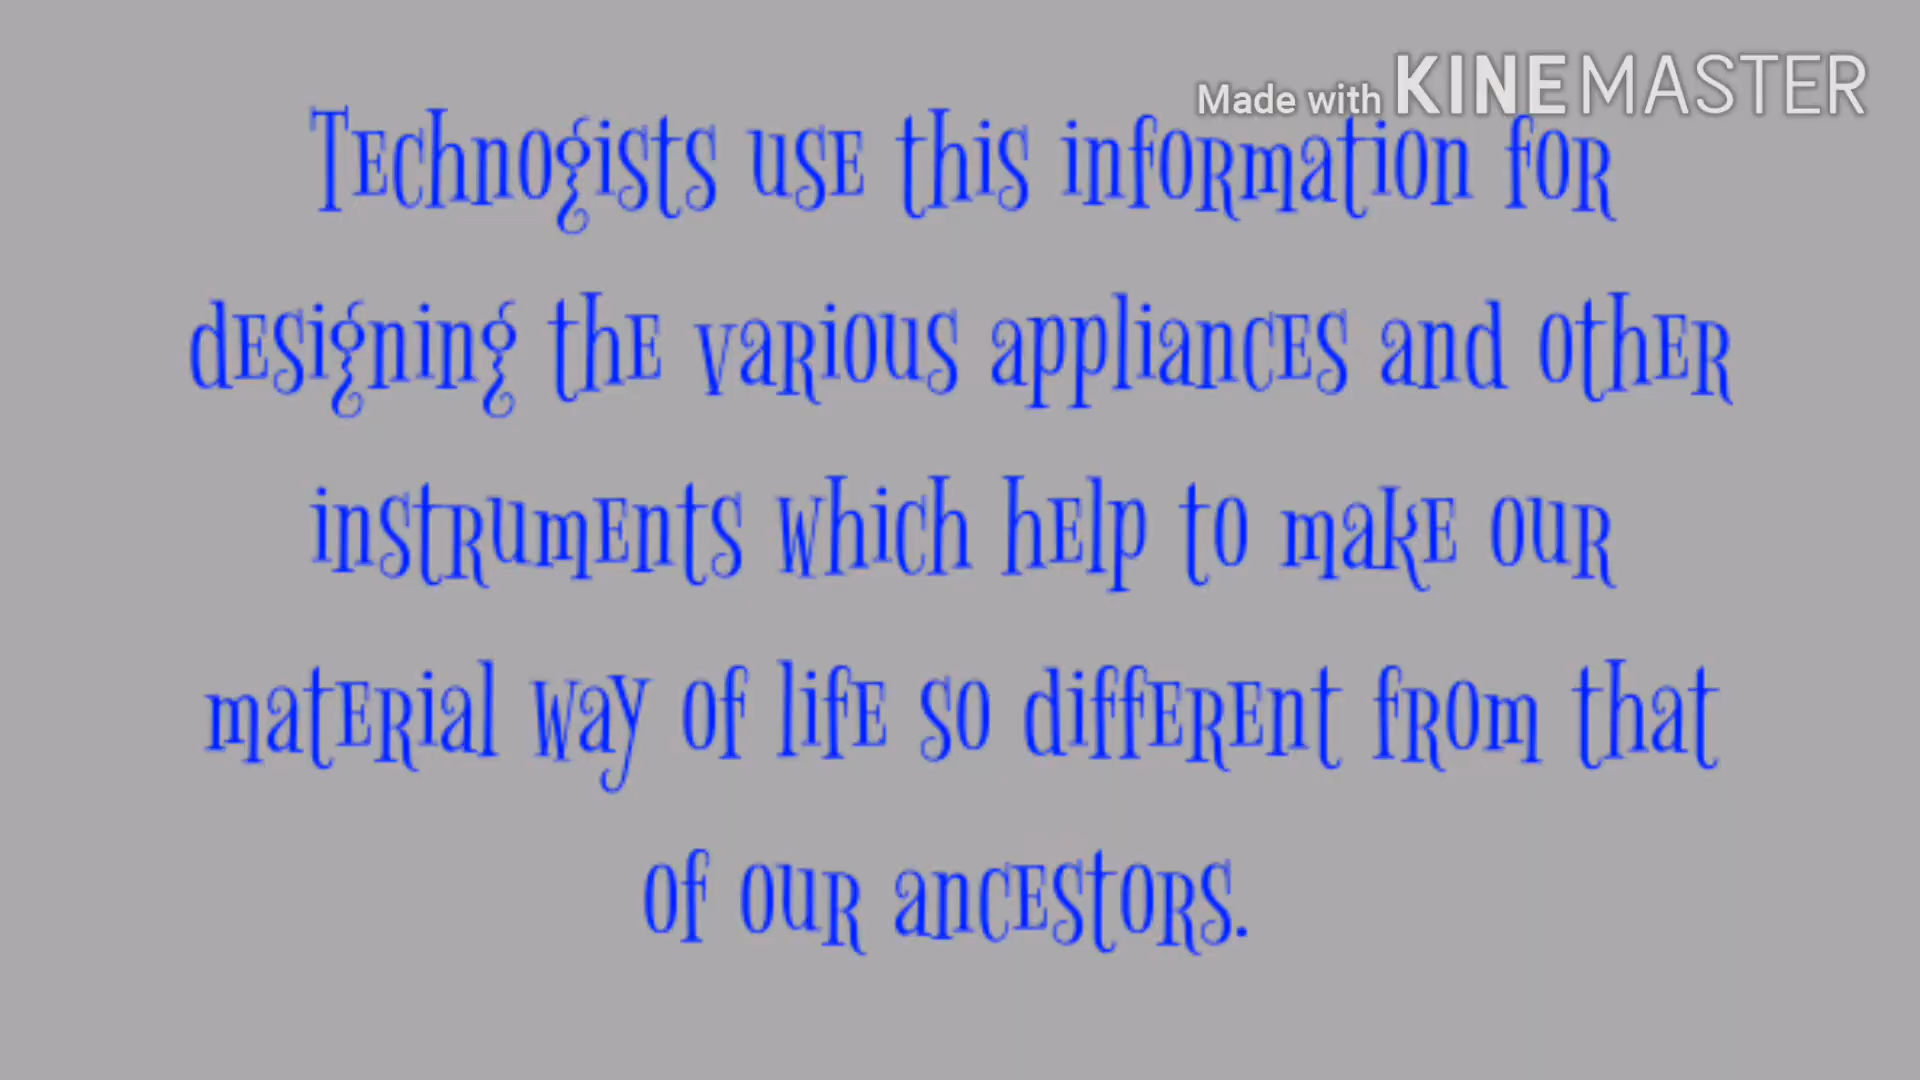 Made with KINEMASTER
Technogists use this information for
designing the various appliances and other
instruments which help to make our
material way of life so different from that
of our ancestors.